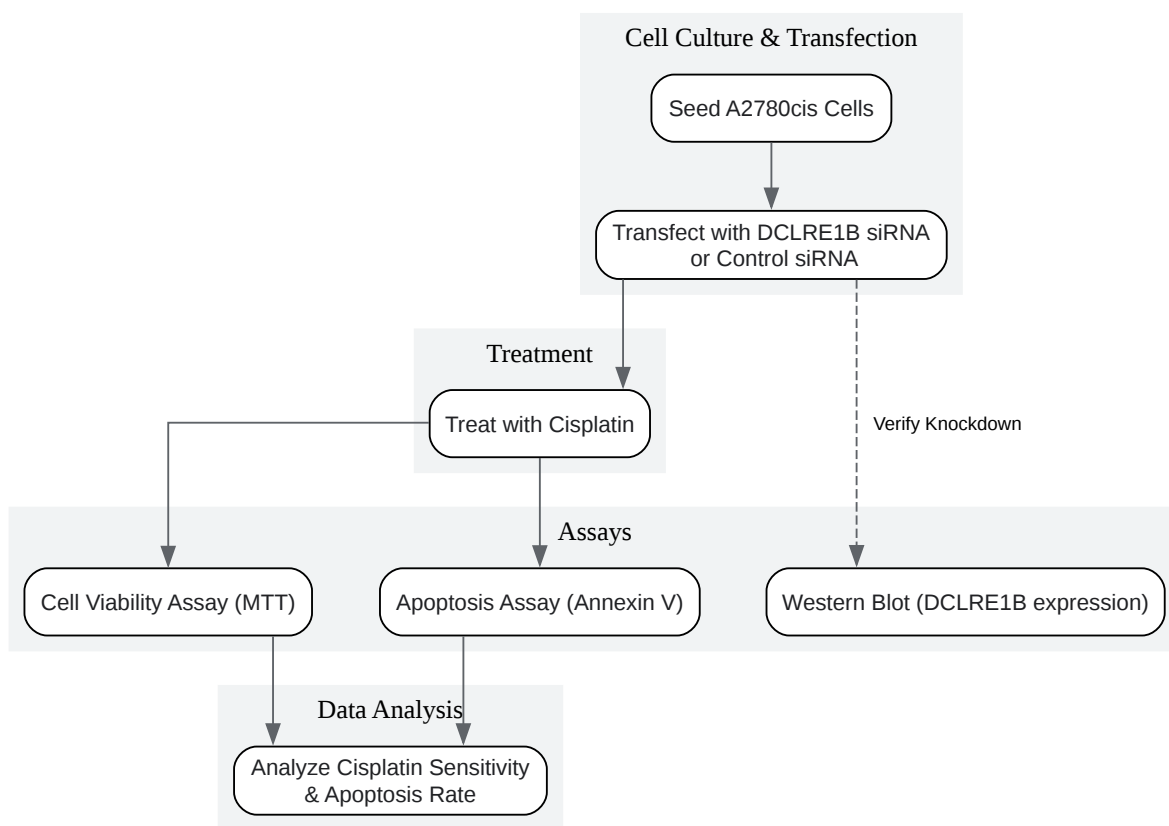 Cell Culture & Transfection
Seed A2780cis Cells
Transfect with DCLRE1B siRNA
or Control siRNA
Treatment
Treat with Cisplatin
Verify Knockdown
Assays
Cell Viability Assay (MTT)
Apoptosis Assay (Annexin V)
Western Blot (DCLRE1B expression)
Data Analysis
Analyze Cisplatin Sensitivity
& Apoptosis Rate